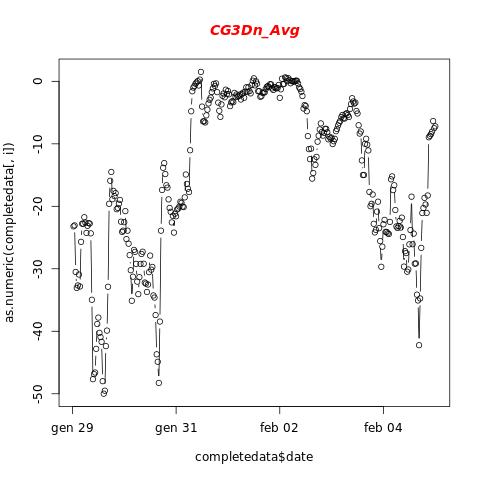 CG3Dn_Avg
0
-10
-20
-30
-40
-50
as.numeric(completedata[, i])
gen 29
gen 31
feb 02
feb 04
completedata$date